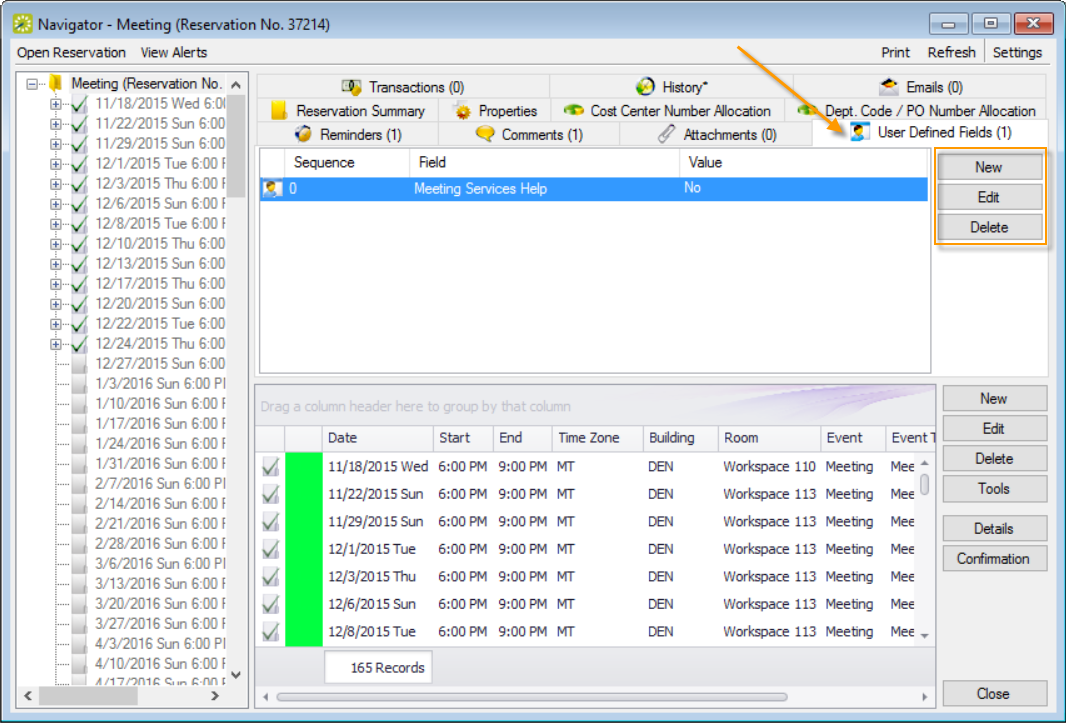 Navigator - Meeting (Reservation No. 37214)
Open Reservation View Alerts Print Refresh Settings
Meeting (Reservation No.
11/18/2015 Wed 6:00
11/22/2015 Sun 6:00
11/29/2015 Sun 6:00
12/1/2015 Tue 6:00 P
12/3/2015 Thu 6:00 P
12/6/2015 Sun 6:00 P
12/8/2015 Tue 6:00 P
12/10/2015 Thu 6:00
12/13/2015 Sun 6:00
12/17/2015 Thu 6:00
12/20/2015 Sun 6:00
12/22/2015 Tue 6:00
12/24/2015 Thu 6:00
12/27/2015 Sun 6:00
1/3/2016 Sun 6:00 PI
1/10/2016 Sun 6:00 P
1/17/2016 Sun 6:00 P
1/24/2016 Sun 6:00 P
1/31/2016 Sun 6:00 P
2/7/2016 Sun 6:00 PI
2/14/2016 Sun 6:00 P
2/21/2016 Sun 6:00 P
2/28/2016 Sun 6:00 P
3/6/2016 Sun 6:00 PI
3/13/2016 Sun 6:00 P
3/20/2016 Sun 6:00 P
3/27/2016 Sun 6:00 P
4/3/2016 Sun 6:00 PI
4/10/2016 Sun 6:00 P
4/17/2016 Sun 6:00 P
Transactions (0) History* Emails (0)
Reservation Summary Properties Cost Center Number Allocation Dept. Code / PO Number Allocation
Reminders (1) Comments (1) Attachments (0) User Defined Fields (1)
Sequence Field Value
0 Meeting Services Help No
New
Edit
Delete
Drag a column header here to group by that column
Date Start End Time Zone Building Room Event Event T
11/18/2015 Wed 6:00 PM 9:00 PM MT DEN Workspace 110 Meeting Mee
11/22/2015 Sun 6:00 PM 9:00 PM MT DEN Workspace 113 Meeting Mee
11/29/2015 Sun 6:00 PM 9:00 PM MT DEN Workspace 113 Meeting Mee
12/1/2015 Tue 6:00 PM 9:00 PM MT DEN Workspace 113 Meeting Mee
12/3/2015 Thu 6:00 PM 9:00 PM MT DEN Workspace 113 Meeting Mee
12/6/2015 Sun 6:00 PM 9:00 PM MT DEN Workspace 113 Meeting Mee
12/8/2015 Tue 6:00 PM 9:00 PM MT DEN Workspace 113 Meeting Mee
165 Records
New
Edit
Delete
Tools
Details
Confirmation
Close